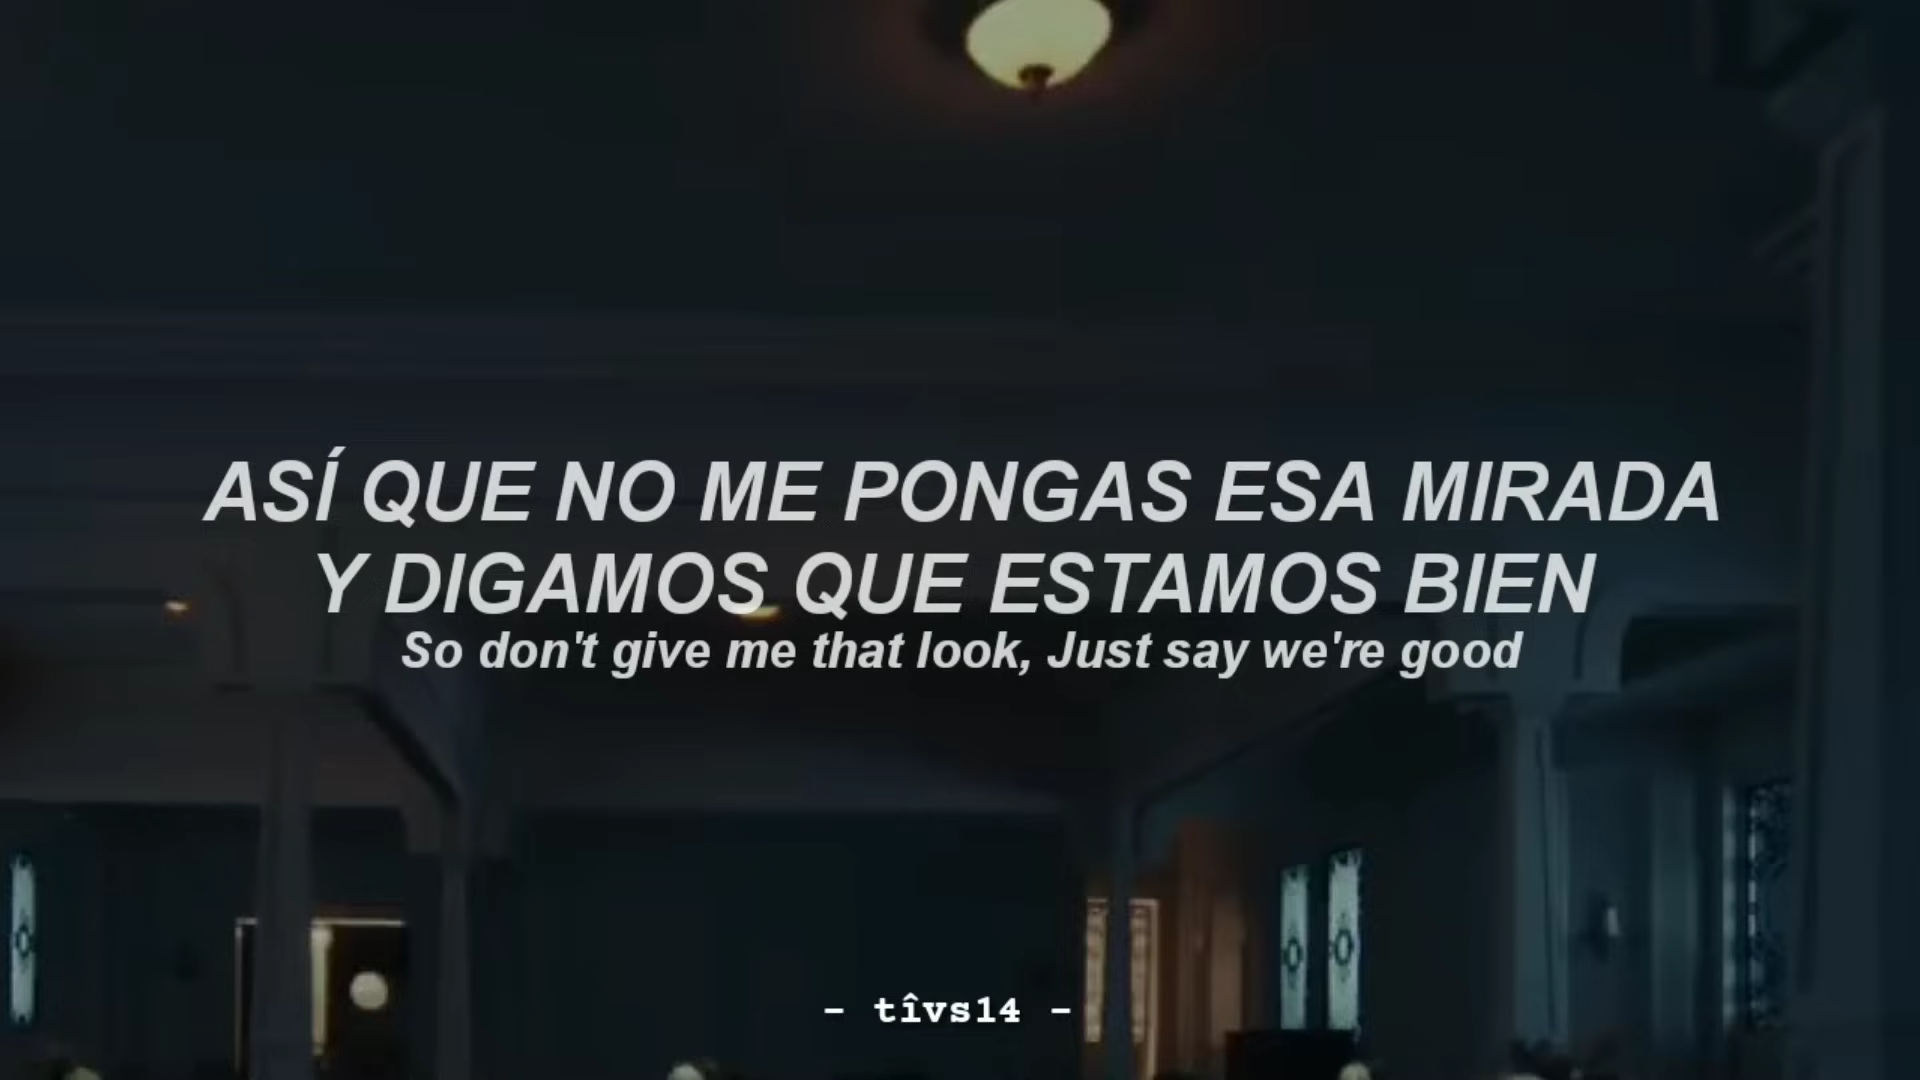 ASÍ QUE NO ME PONGAS ESA MIRADA
Y DIGAMOS QUE ESTAMOS BIEN
So don't give me that look, Just say we're good
- tîvs14 -